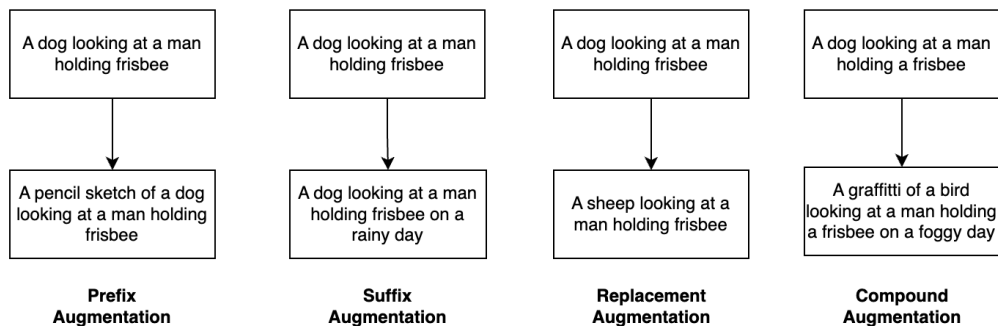 A dog looking at a man
holding frisbee
A dog looking at a man
holding frisbee
A dog looking at a man
holding frisbee
A dog looking at a man
holding a frisbee
A pencil sketch of a dog
looking at a man holding
frisbee
A dog looking at a man
holding frisbee on a
rainy day
A sheep looking at a
man holding frisbee
A graffitti of a bird
looking at a man holding
a frisbee on a foggy day
Prefix
Augmentation
Suffix
Augmentation
Replacement
Augmentation
Compound
Augmentation